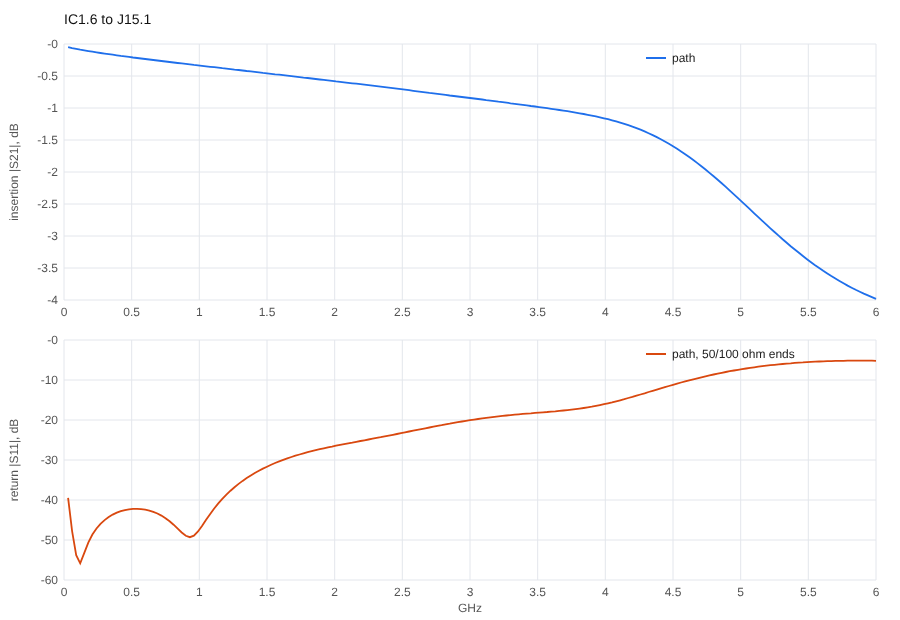 IC1.6 to J15.1
-0
-0.5
-1
-1.5
-2
-2.5
-3
-3.5
-4
insertion |S21|, dB
path
0 0.5 1 1.5 2 2.5 3 3.5 4 4.5 5 5.5 6
-0
-10
-20
-30
-40
-50
-60
return |S11|, dB
path, 50/100 ohm ends
0 0.5 1 1.5 2 2.5 3 3.5 4 4.5 5 5.5 6
GHz